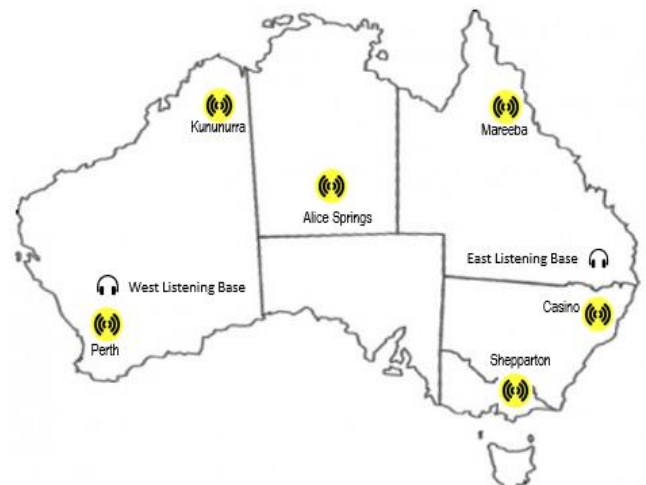 Kununurra
Mareeba
Alice Springs
East Listening Base
West Listening Base
Casino
Perth
Shepparton